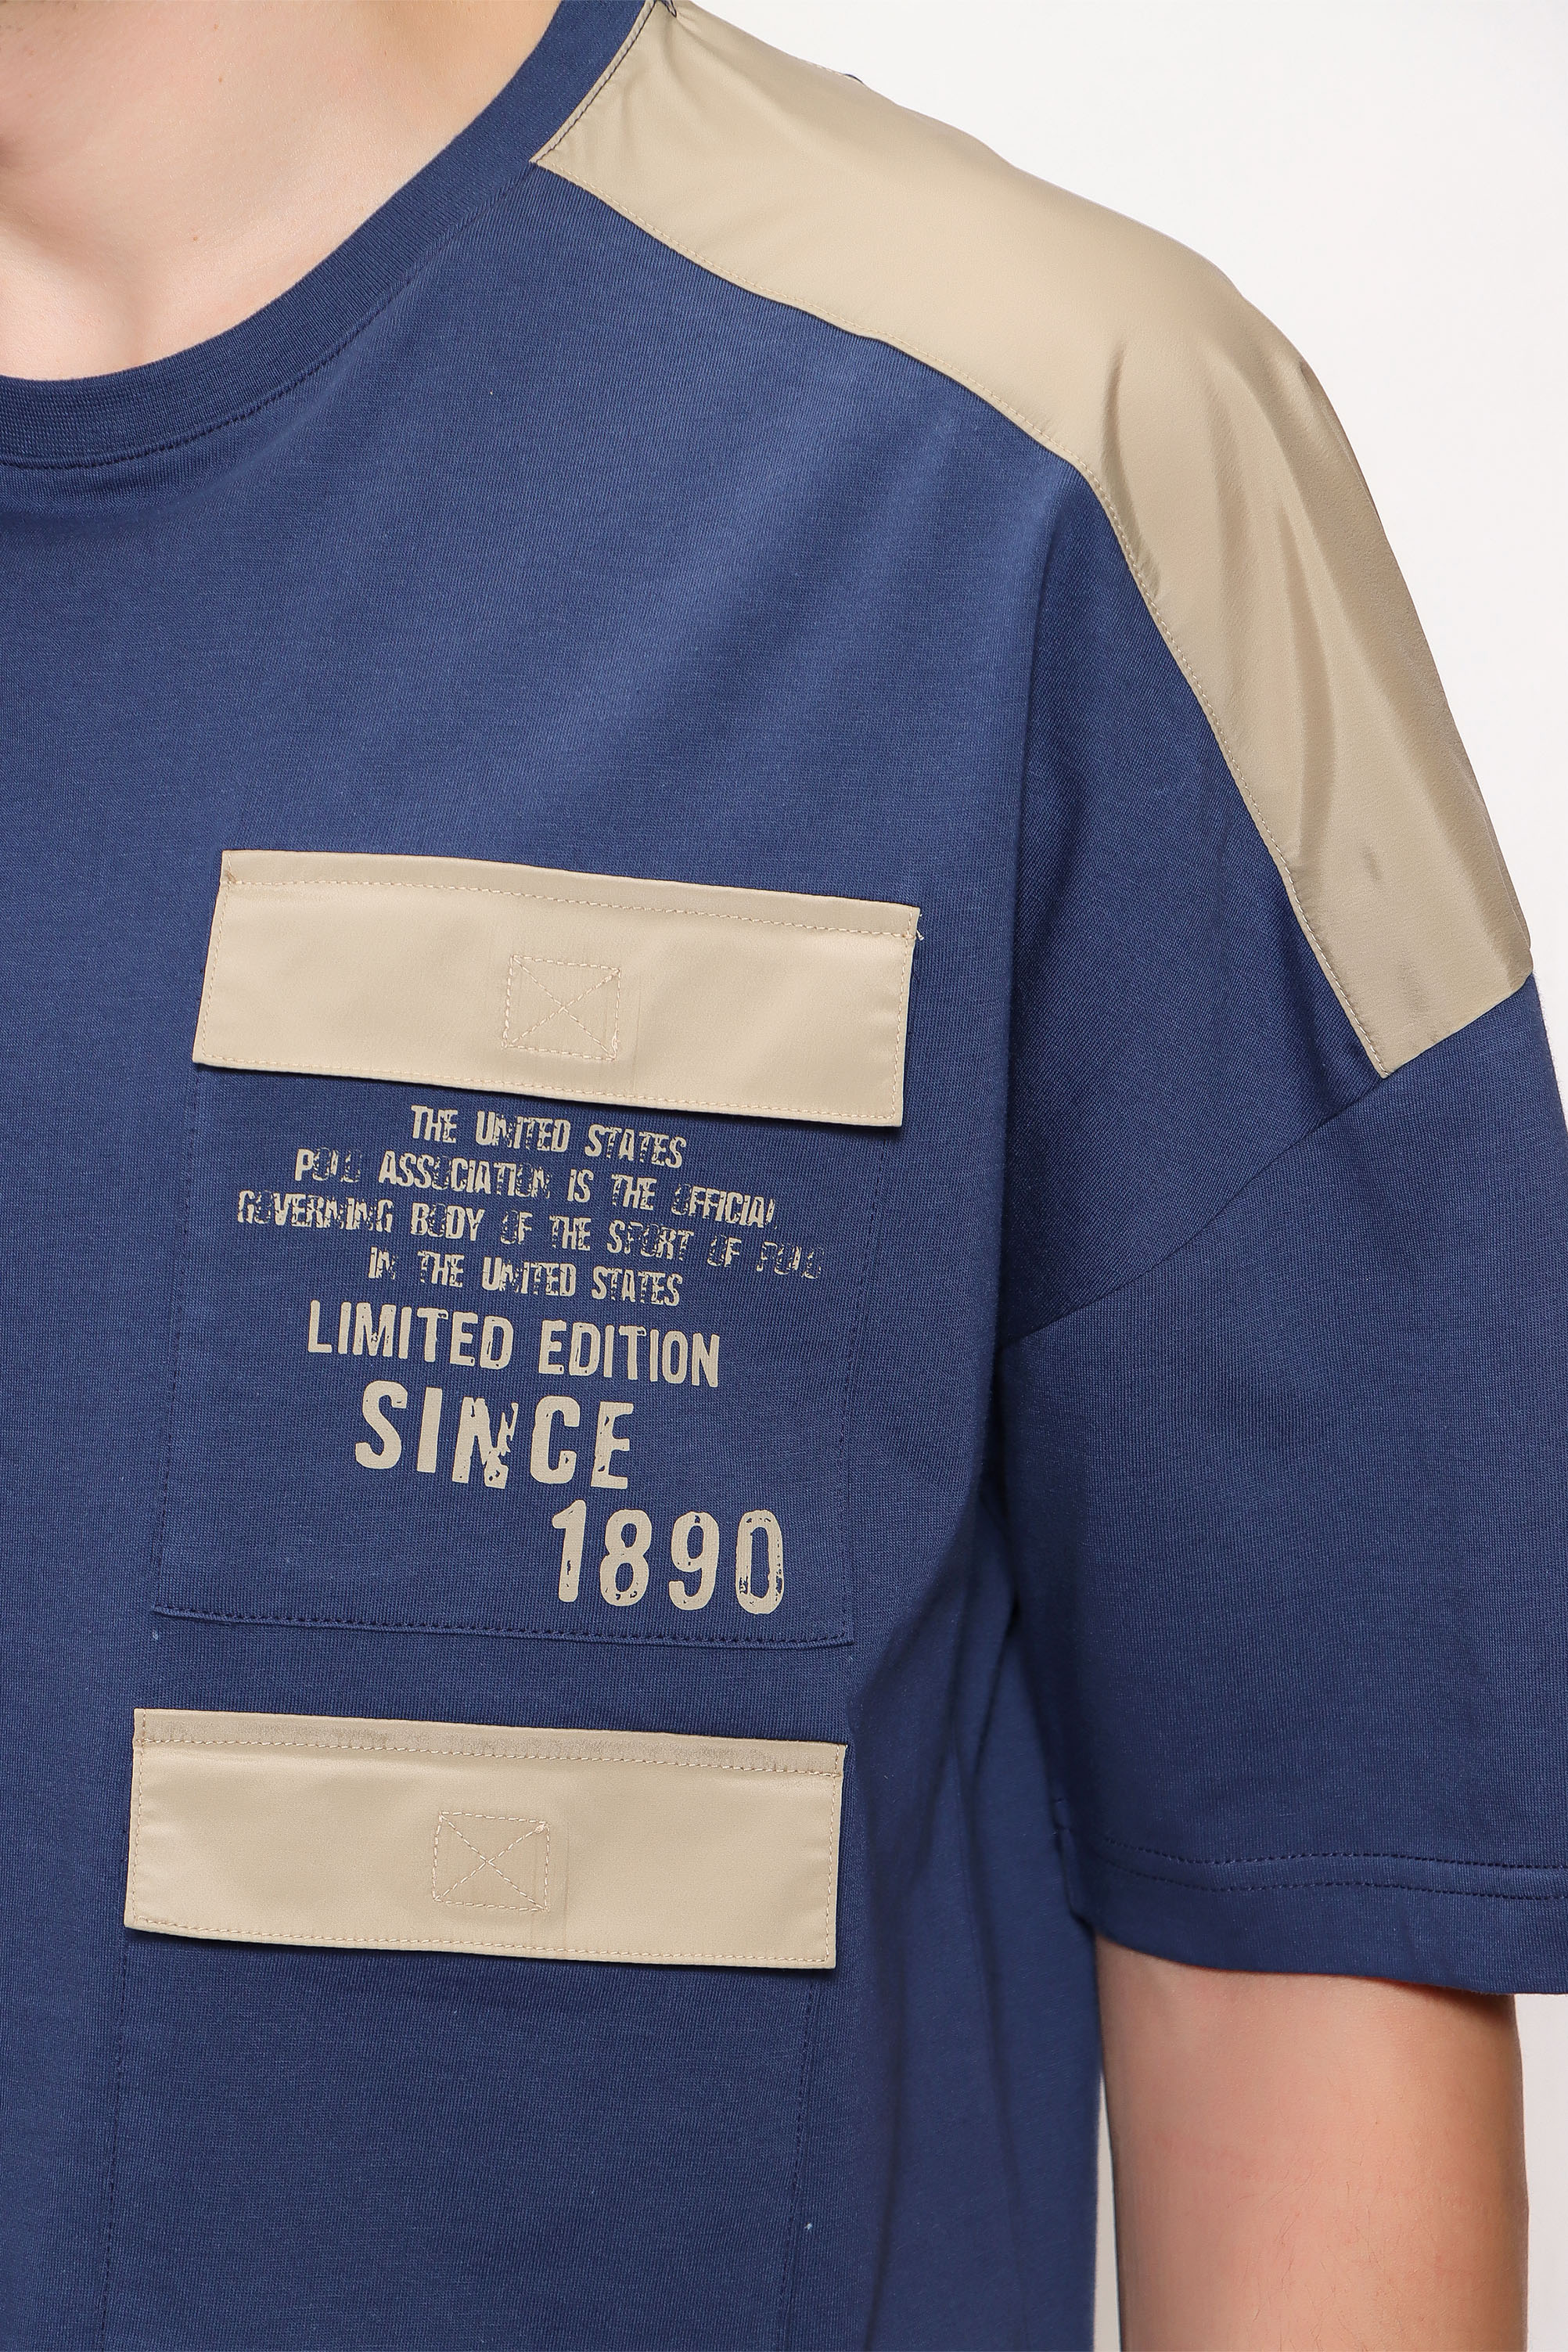 THE UNITED STATES
POLO ASSOCIATION IS THE OFFICIAL
GOVERNING BODY OF THE SPORT OF POLO
IN THE UNITED STATES
LIMITED EDITION
SINCE
1890